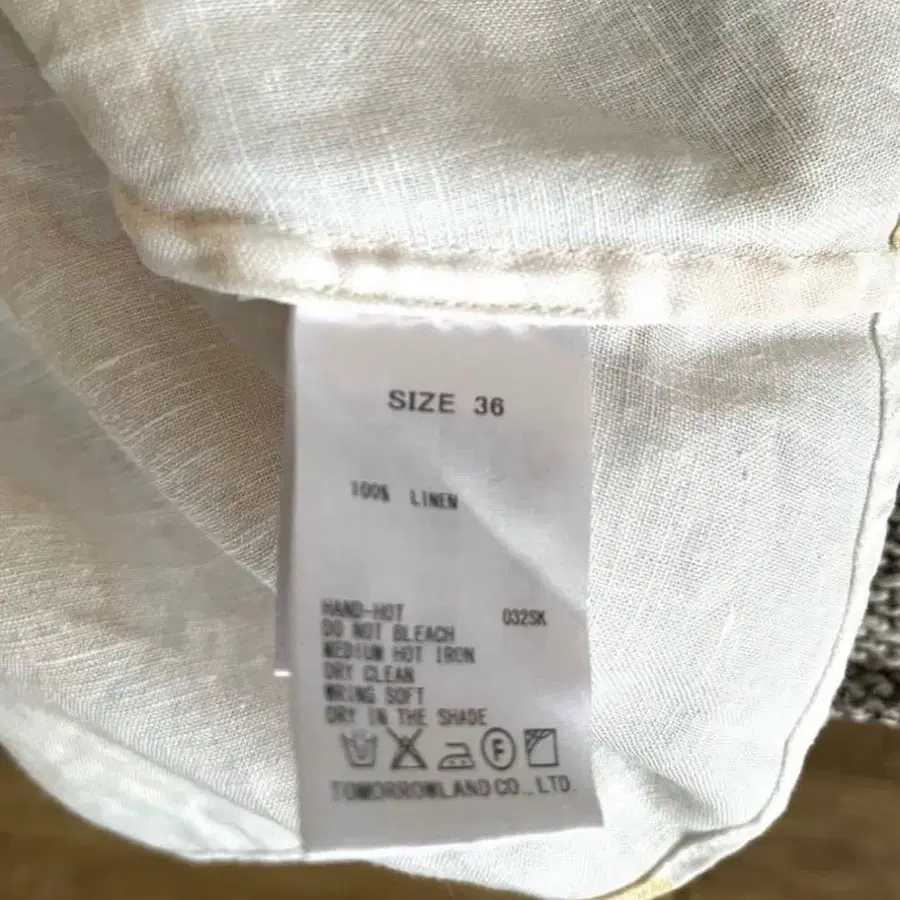 SIZE 36
100% LINEN
HAND-HOT 032SK
DO NOT BLEACH
MEDIUM HOT IRON
DRY CLEAN
WRING SOFT
DRY IN THE SHADE
F
TOMORROWLAND CO., LTD.